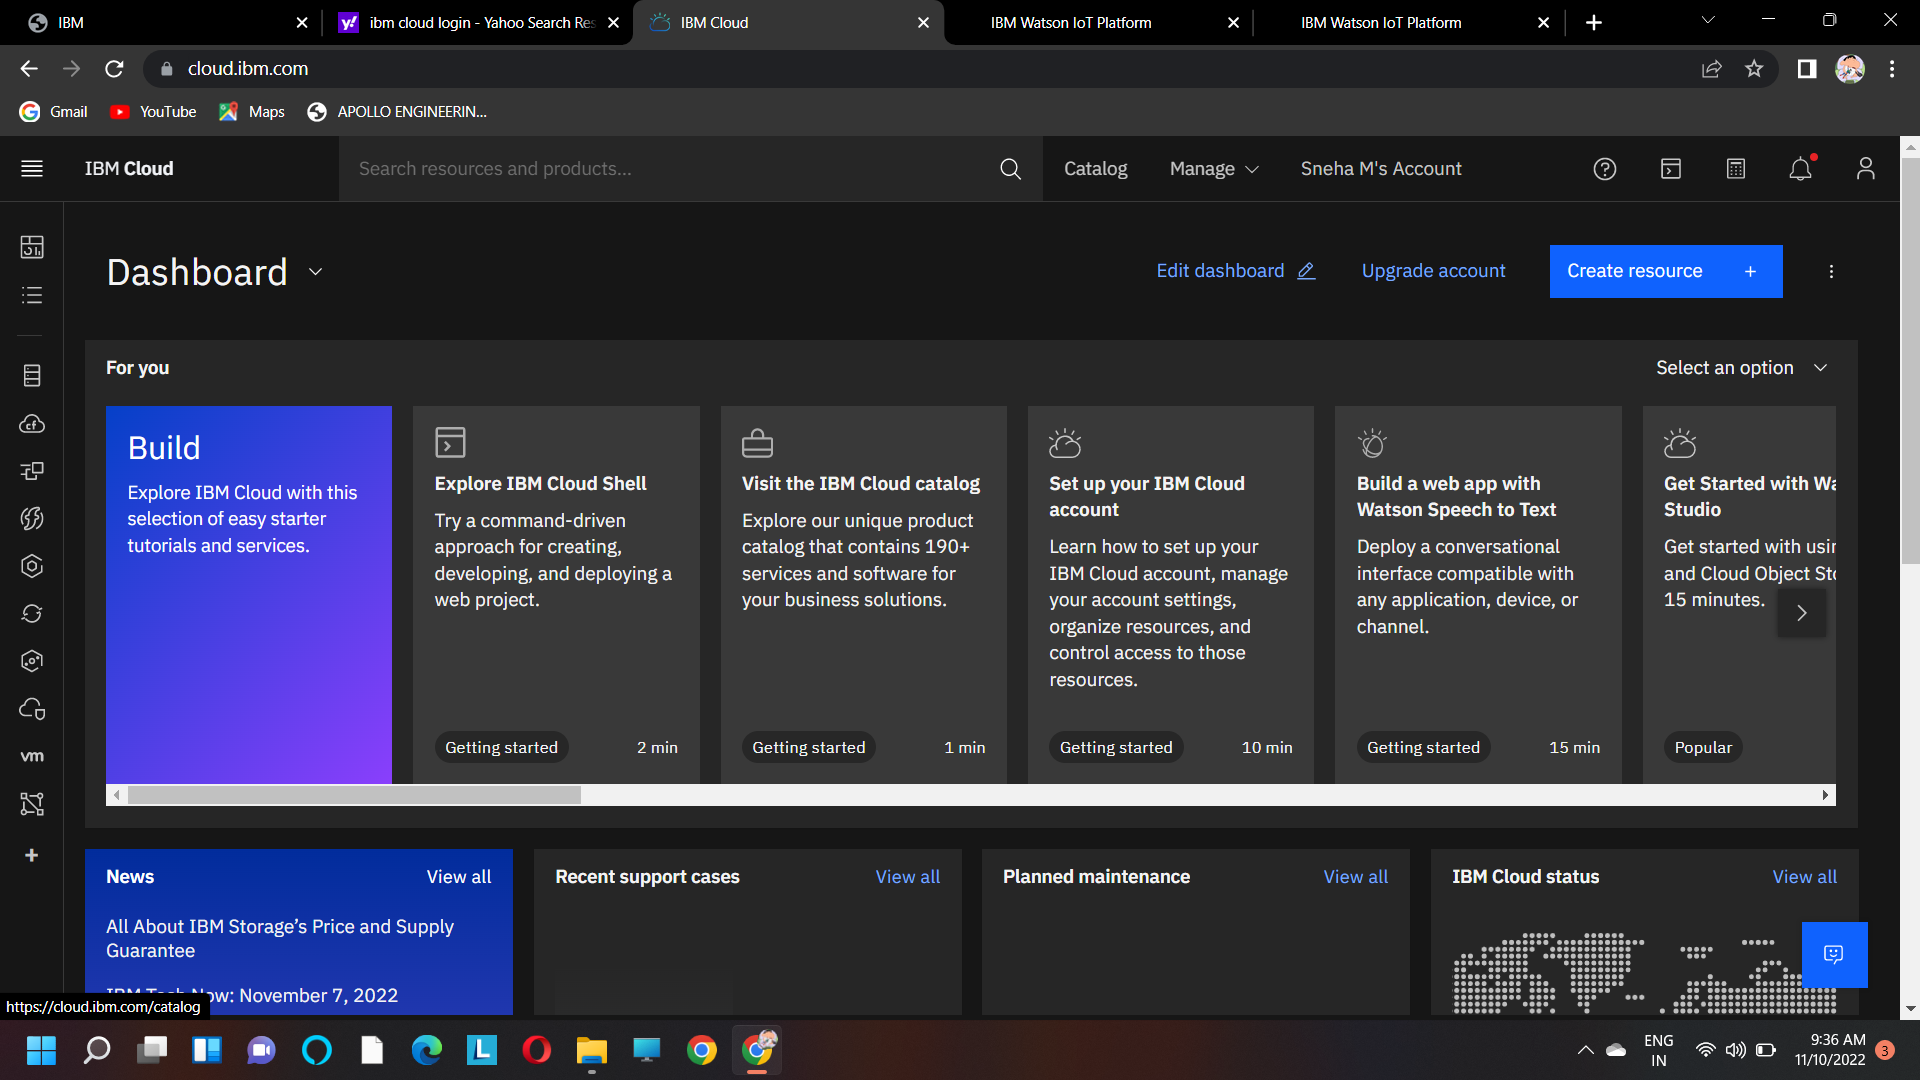 IBM
ibm cloud login - Yahoo Search Res
IBM Cloud
IBM Watson IoT Platform
IBM Watson IoT Platform
cloud.ibm.com
Gmail
YouTube
Maps
APOLLO ENGINEERIN...
IBM Cloud
Search resources and products...
Catalog
Manage
Sneha M's Account
Dashboard
Edit dashboard
Upgrade account
Create resource +
For you
Select an option
Build
Explore IBM Cloud with this
selection of easy starter
tutorials and services.
Explore IBM Cloud Shell
Try a command-driven
approach for creating,
developing, and deploying a
web project.
Getting started
2 min
Visit the IBM Cloud catalog
Explore our unique product
catalog that contains 190+
services and software for
your business solutions.
Getting started
1 min
Set up your IBM Cloud
account
Learn how to set up your
IBM Cloud account, manage
your account settings,
organize resources, and
control access to those
resources.
Getting started
10 min
Build a web app with
Watson Speech to Text
Deploy a conversational
interface compatible with
any application, device, or
channel.
Getting started
15 min
Get Started with Wa
Studio
Get started with usin
and Cloud Object Sto
15 minutes.
Popular
cf
vm
News
View all
All About IBM Storage's Price and Supply
Guarantee
IBM Tech Now: November 7, 2022
Recent support cases
View all
Planned maintenance
View all
IBM Cloud status
View all
https://cloud.ibm.com/catalog
L
ENG
IN
9:36 AM
11/10/2022
3